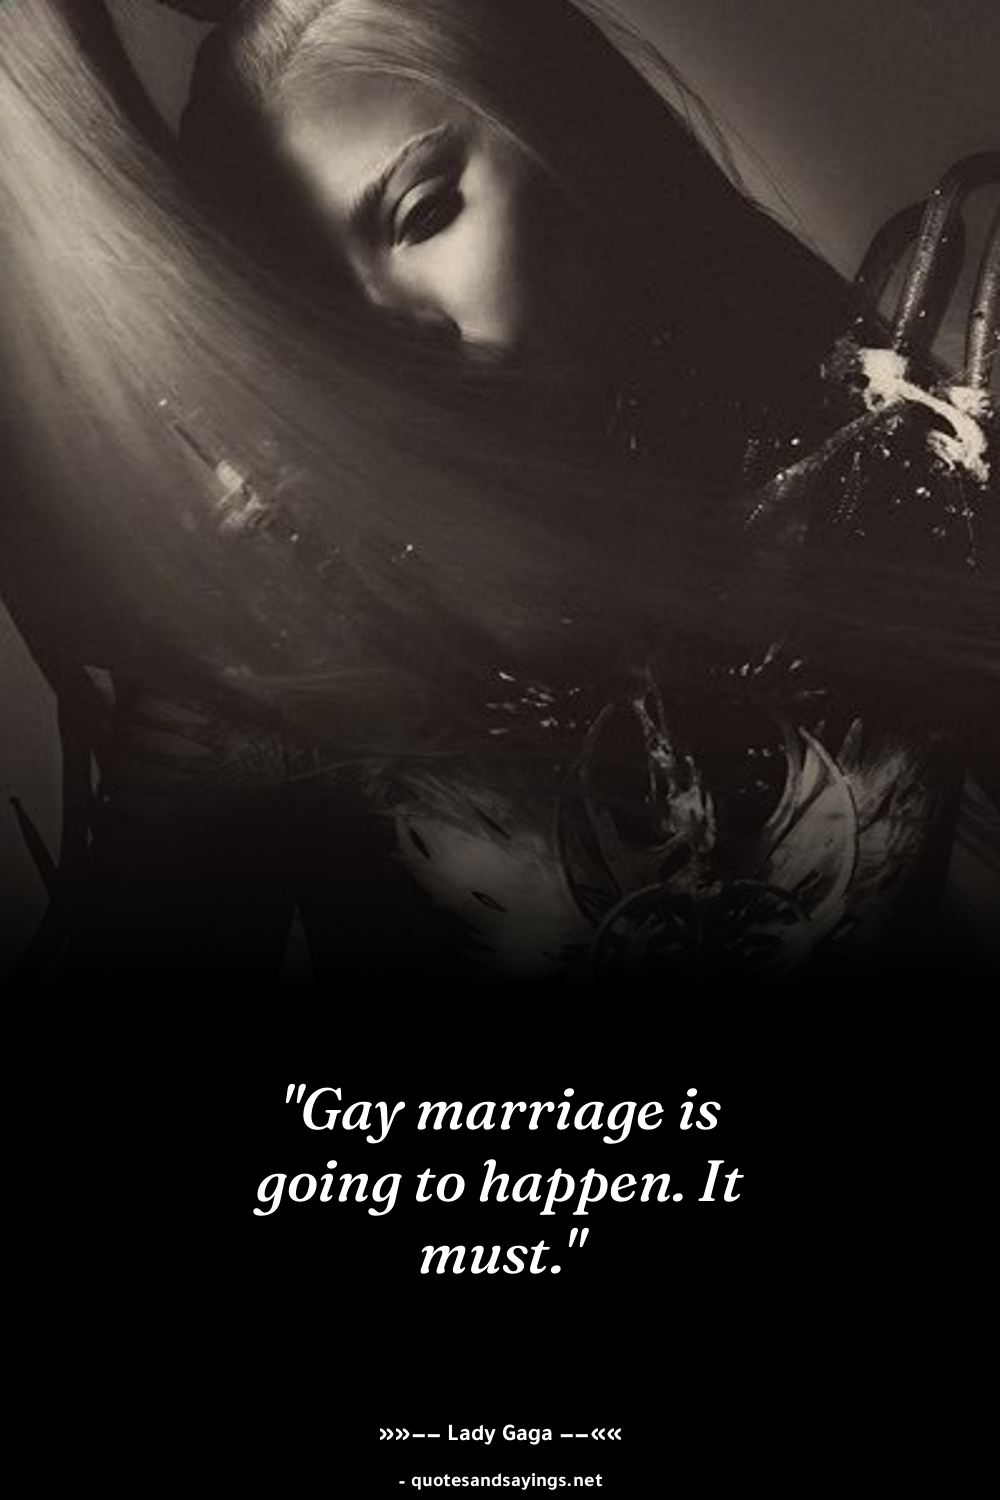 "Gay marriage is
going to happen. It
must."
»»–– Lady Gaga ––««
- quotesandsayings.net